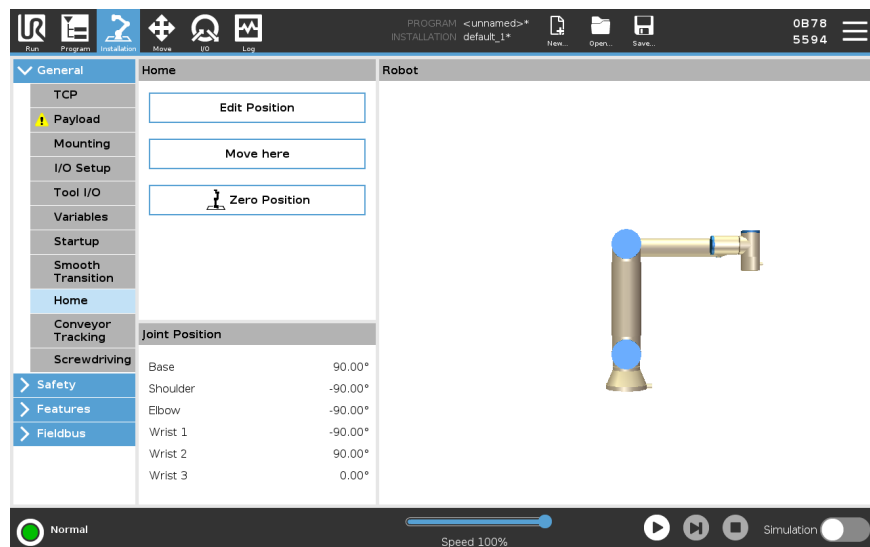 UR
PROGRAM <unnamed>*
INSTALLATION default_1*
Run Program Installation Move I/O Log New... Open... Save...
0B78
5594
General
TCP
Payload
Mounting
I/O Setup
Tool I/O
Variables
Startup
Smooth
Transition
Home
Conveyor
Tracking
Screwdriving
Safety
Features
Fieldbus
Home
Edit Position
Move here
Zero Position
Joint Position
Base 90.00°
Shoulder -90.00°
Elbow -90.00°
Wrist 1 -90.00°
Wrist 2 90.00°
Wrist 3 0.00°
Robot
Normal
Speed 100%
Simulation